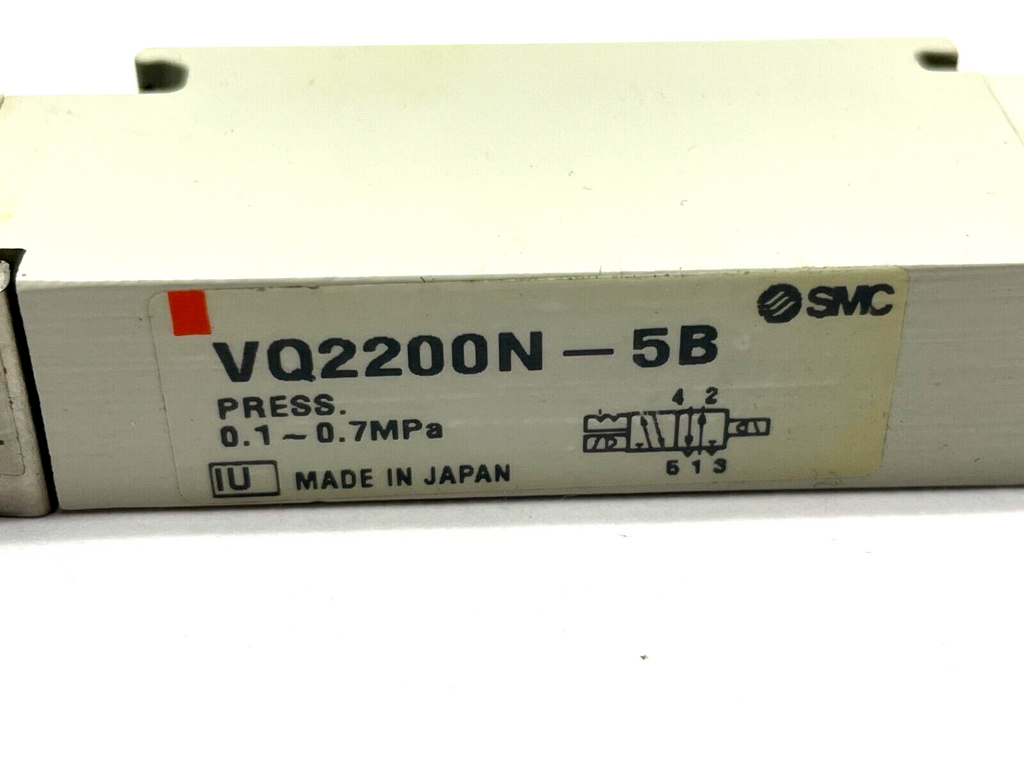 SMC
VQ2200N-5B
PRESS.
0.1~0.7MPa
4 2
5 1 3
IU MADE IN JAPAN